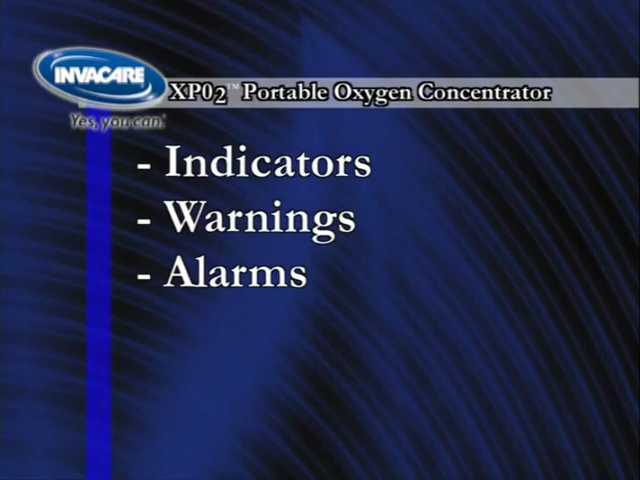 INVACARE
Yes, you can.
XPO2™ Portable Oxygen Concentrator
- Indicators
- Warnings
- Alarms